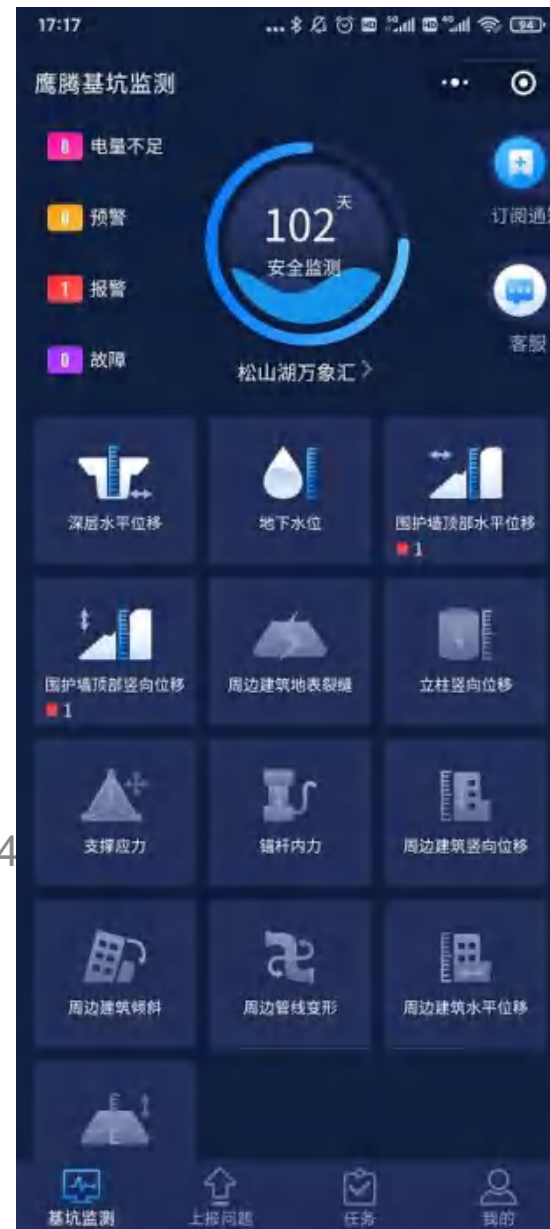 17:17
94
鹰腾基坑监测
0 电量不足
0 预警
1 报警
0 故障
102天
安全监测
松山湖万象汇
订阅通知
客服
深层水平位移
地下水位
围护墙顶部水平位移
1
围护墙顶部竖向位移
1
周边建筑地表裂缝
立柱竖向位移
支撑应力
锚杆内力
周边建筑竖向位移
4
周边建筑倾斜
周边管线变形
周边建筑水平位移
基坑监测
上报问题
任务
我的